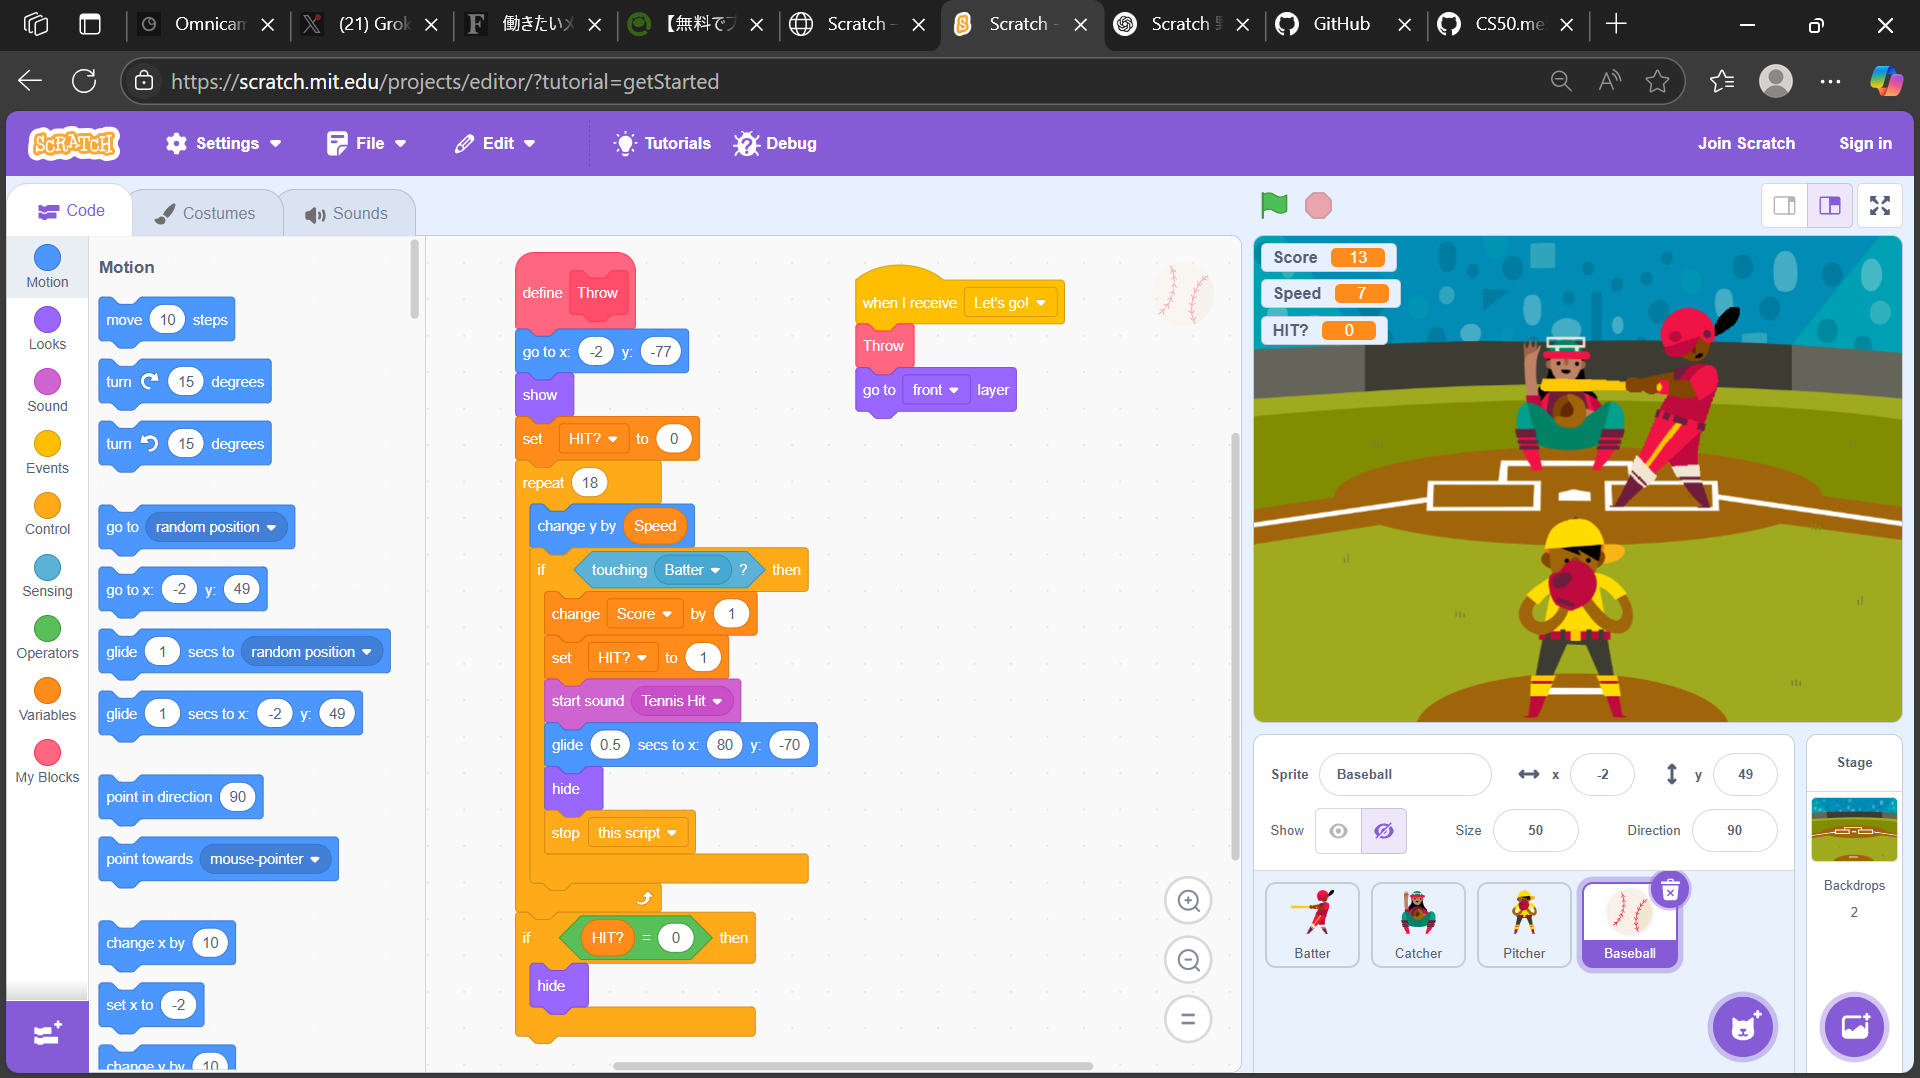 Omnican
(21) Grok
働きたい
【無料でプ
Scratch -
Scratch -
Scratch
GitHub
CS50.me
https://scratch.mit.edu/projects/editor/?tutorial=getStarted
SCRATCH
Settings
File
Edit
Tutorials
Debug
Join Scratch
Sign in
Code
Costumes
Sounds
Motion
Looks
Sound
Events
Control
Sensing
Operators
Variables
My Blocks
Motion
move 10 steps
turn 15 degrees
turn 15 degrees
go to random position
go to x: -2 y: 49
glide 1 secs to random position
glide 1 secs to x: -2 y: 49
point in direction 90
point towards mouse-pointer
change x by 10
set x to -2
change y by 10
define Throw
go to x: -2 y: -77
show
set HIT? to 0
repeat 18
change y by Speed
if touching Batter ? then
change Score by 1
set HIT? to 1
start sound Tennis Hit
glide 0.5 secs to x: 80 y: -70
hide
stop this script
if HIT? = 0 then
hide
when I receive Let's go!
Throw
go to front layer
Score 13
Speed 7
HIT? 0
Sprite Baseball x -2 y 49
Show Size 50 Direction 90
Batter
Catcher
Pitcher
Baseball
Stage
Backdrops
2